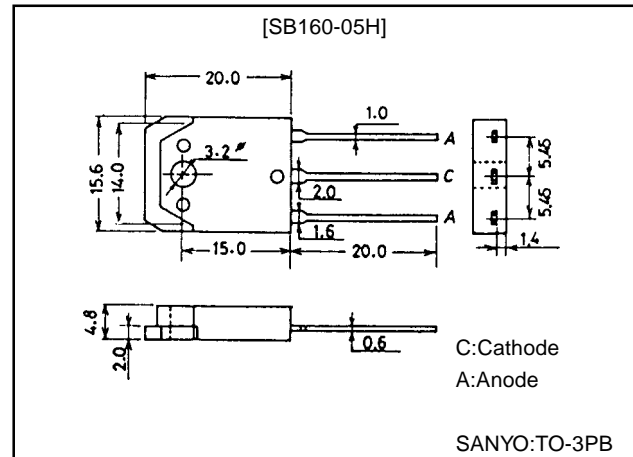 [SB160-05H]
20.0
1.0
A
3.2ø
5.45
15.6
14.0
C
2.0
5.45
A
1.6
15.0
20.0
1.4
4.8
2.0
0.6
C:Cathode
A:Anode
SANYO:TO-3PB